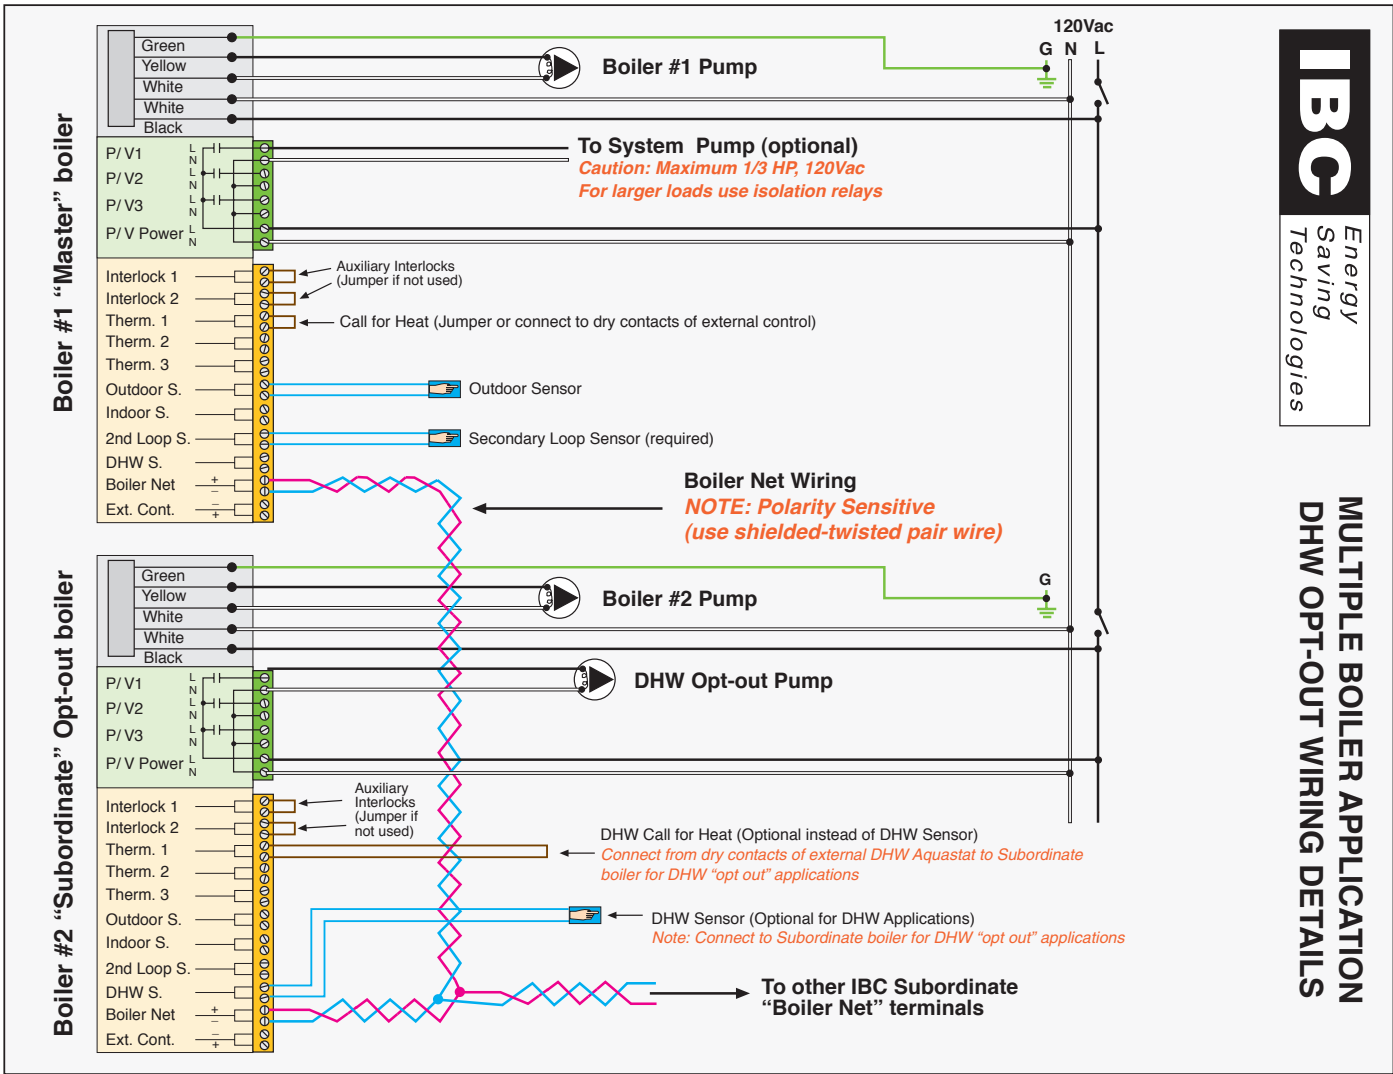 120Vac
G N L
Green
Yellow
White
White
Black
Boiler #1 Pump
Boiler #1 “Master” boiler
P/ V1 L
N
P/ V2 L
N
P/ V3 L
N
P/ V Power L
N
To System Pump (optional)
Caution: Maximum 1/3 HP, 120Vac
For larger loads use isolation relays
Interlock 1
Interlock 2
Therm. 1
Therm. 2
Therm. 3
Outdoor S.
Indoor S.
2nd Loop S.
DHW S.
Boiler Net + –
Ext. Cont. – +
Auxiliary Interlocks
(Jumper if not used)
Call for Heat (Jumper or connect to dry contacts of external control)
Outdoor Sensor
Secondary Loop Sensor (required)
Boiler Net Wiring
NOTE: Polarity Sensitive
(use shielded-twisted pair wire)
Green
Yellow
White
White
Black
Boiler #2 Pump
G
Boiler #2 “Subordinate” Opt-out boiler
P/ V1 L
N
P/ V2 L
N
P/ V3 L
N
P/ V Power L
N
DHW Opt-out Pump
Interlock 1
Interlock 2
Therm. 1
Therm. 2
Therm. 3
Outdoor S.
Indoor S.
2nd Loop S.
DHW S.
Boiler Net + –
Ext. Cont. – +
Auxiliary
Interlocks
(Jumper if
not used)
DHW Call for Heat (Optional instead of DHW Sensor)
Connect from dry contacts of external DHW Aquastat to Subordinate
boiler for DHW “opt out” applications
DHW Sensor (Optional for DHW Applications)
Note: Connect to Subordinate boiler for DHW “opt out” applications
To other IBC Subordinate
“Boiler Net” terminals
IBC
Energy
Saving
Technologies
MULTIPLE BOILER APPLICATION
DHW OPT-OUT WIRING DETAILS